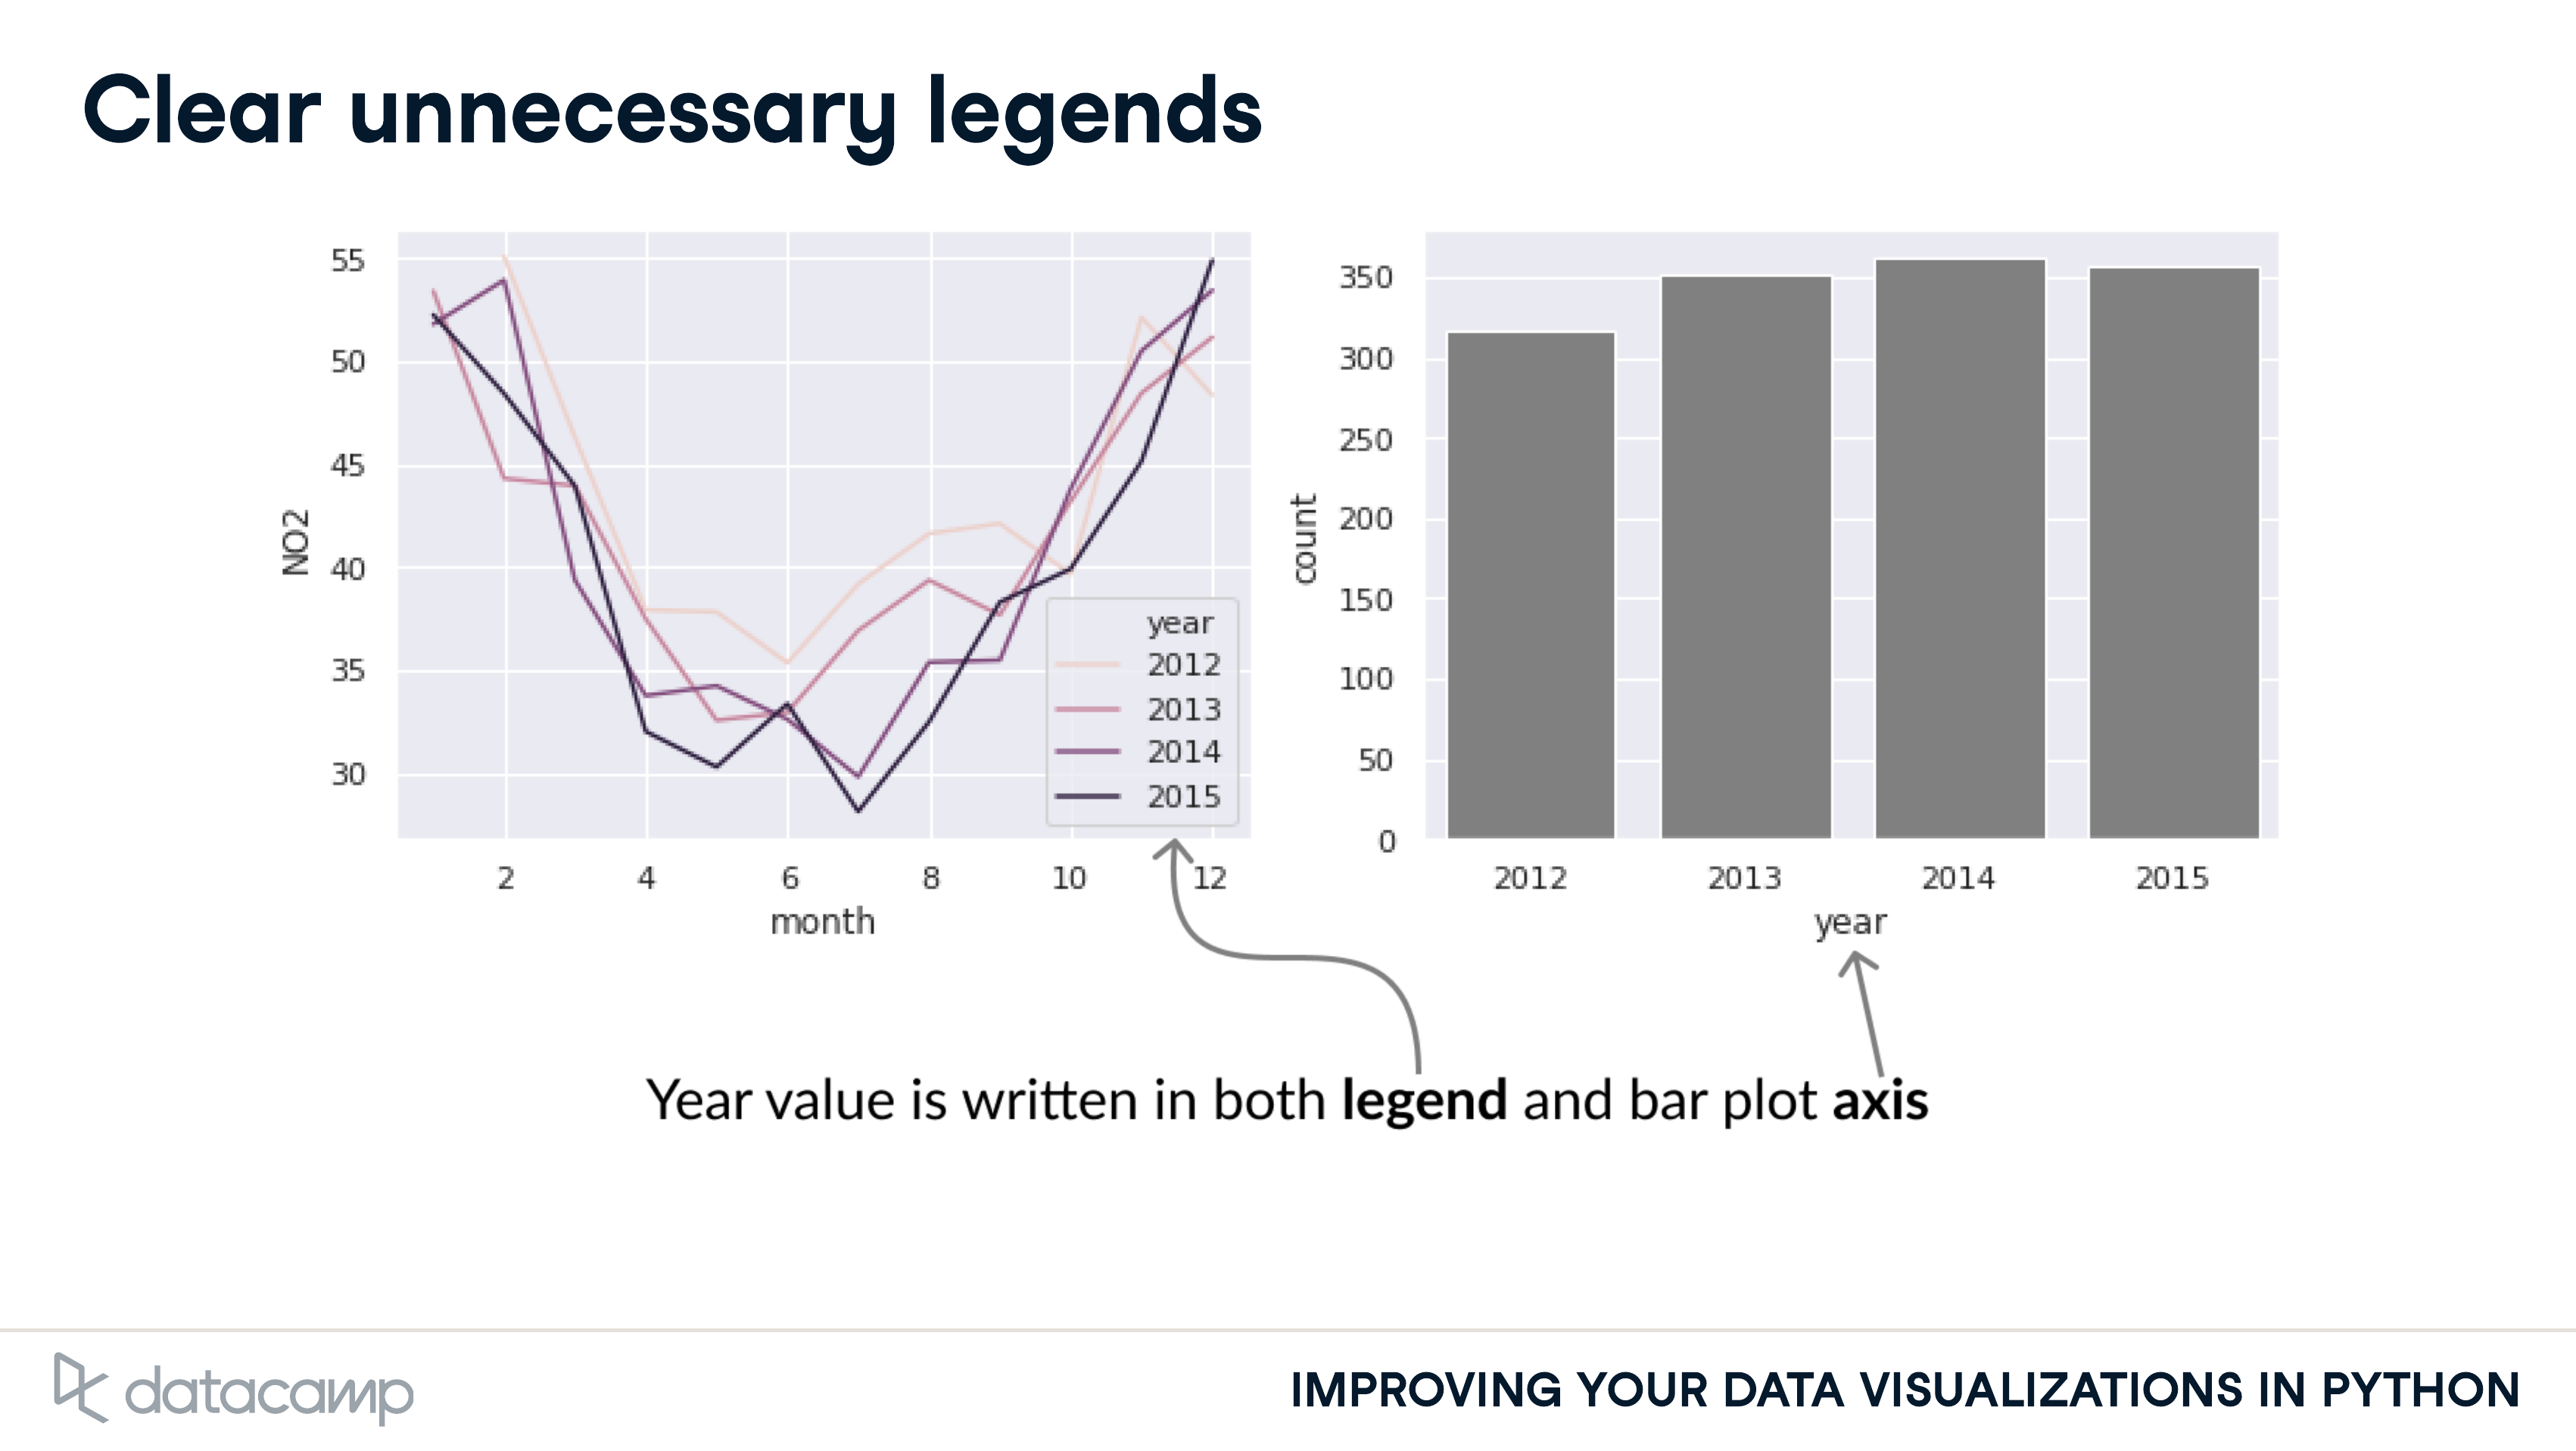 Clear unnecessary legends
55
50
45
40
35
30
NO2
2 4 6 8 10 12
month
year
2012
2013
2014
2015
350
300
250
200
150
100
50
0
count
2012 2013 2014 2015
year
Year value is written in both legend and bar plot axis
datacamp
IMPROVING YOUR DATA VISUALIZATIONS IN PYTHON